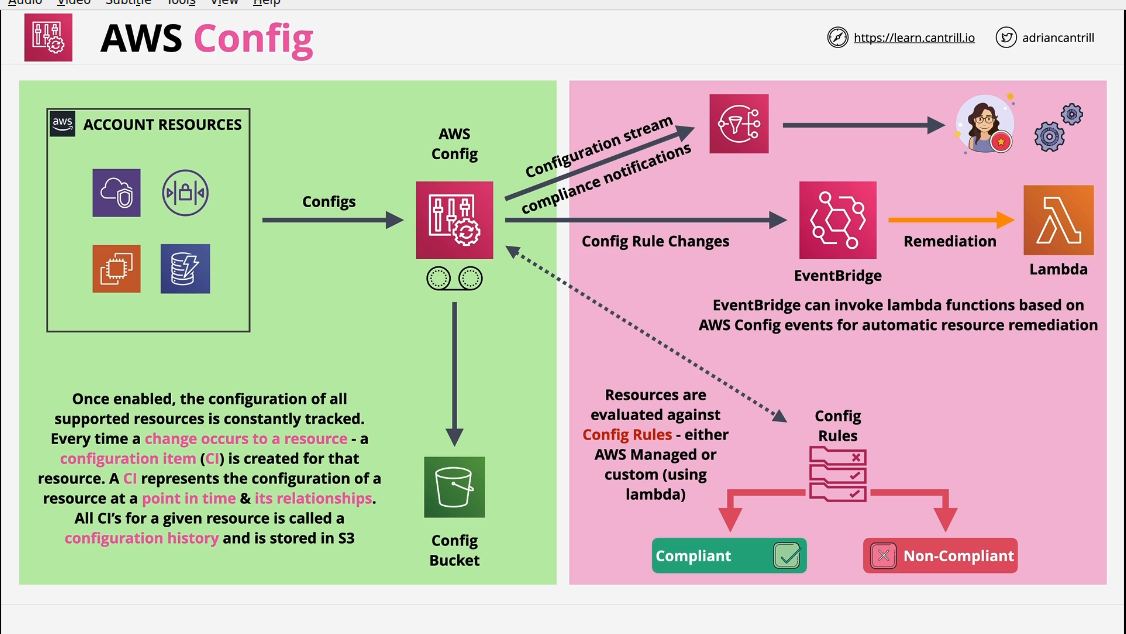 Audio Video Subtitle Tools View Help
AWS Config
https://learn.cantrill.io
adriancantrill
aws
ACCOUNT RESOURCES
Configs
AWS
Config
Configuration stream
compliance notifications
Config Rule Changes
EventBridge
Remediation
Lambda
EventBridge can invoke lambda functions based on
AWS Config events for automatic resource remediation
Once enabled, the configuration of all
supported resources is constantly tracked.
Every time a change occurs to a resource - a
configuration item (CI) is created for that
resource. A CI represents the configuration of a
resource at a point in time & its relationships.
All CI's for a given resource is called a
configuration history and is stored in S3
Config
Bucket
Resources are
evaluated against
Config Rules - either
AWS Managed or
custom (using
lambda)
Config
Rules
Compliant
Non-Compliant